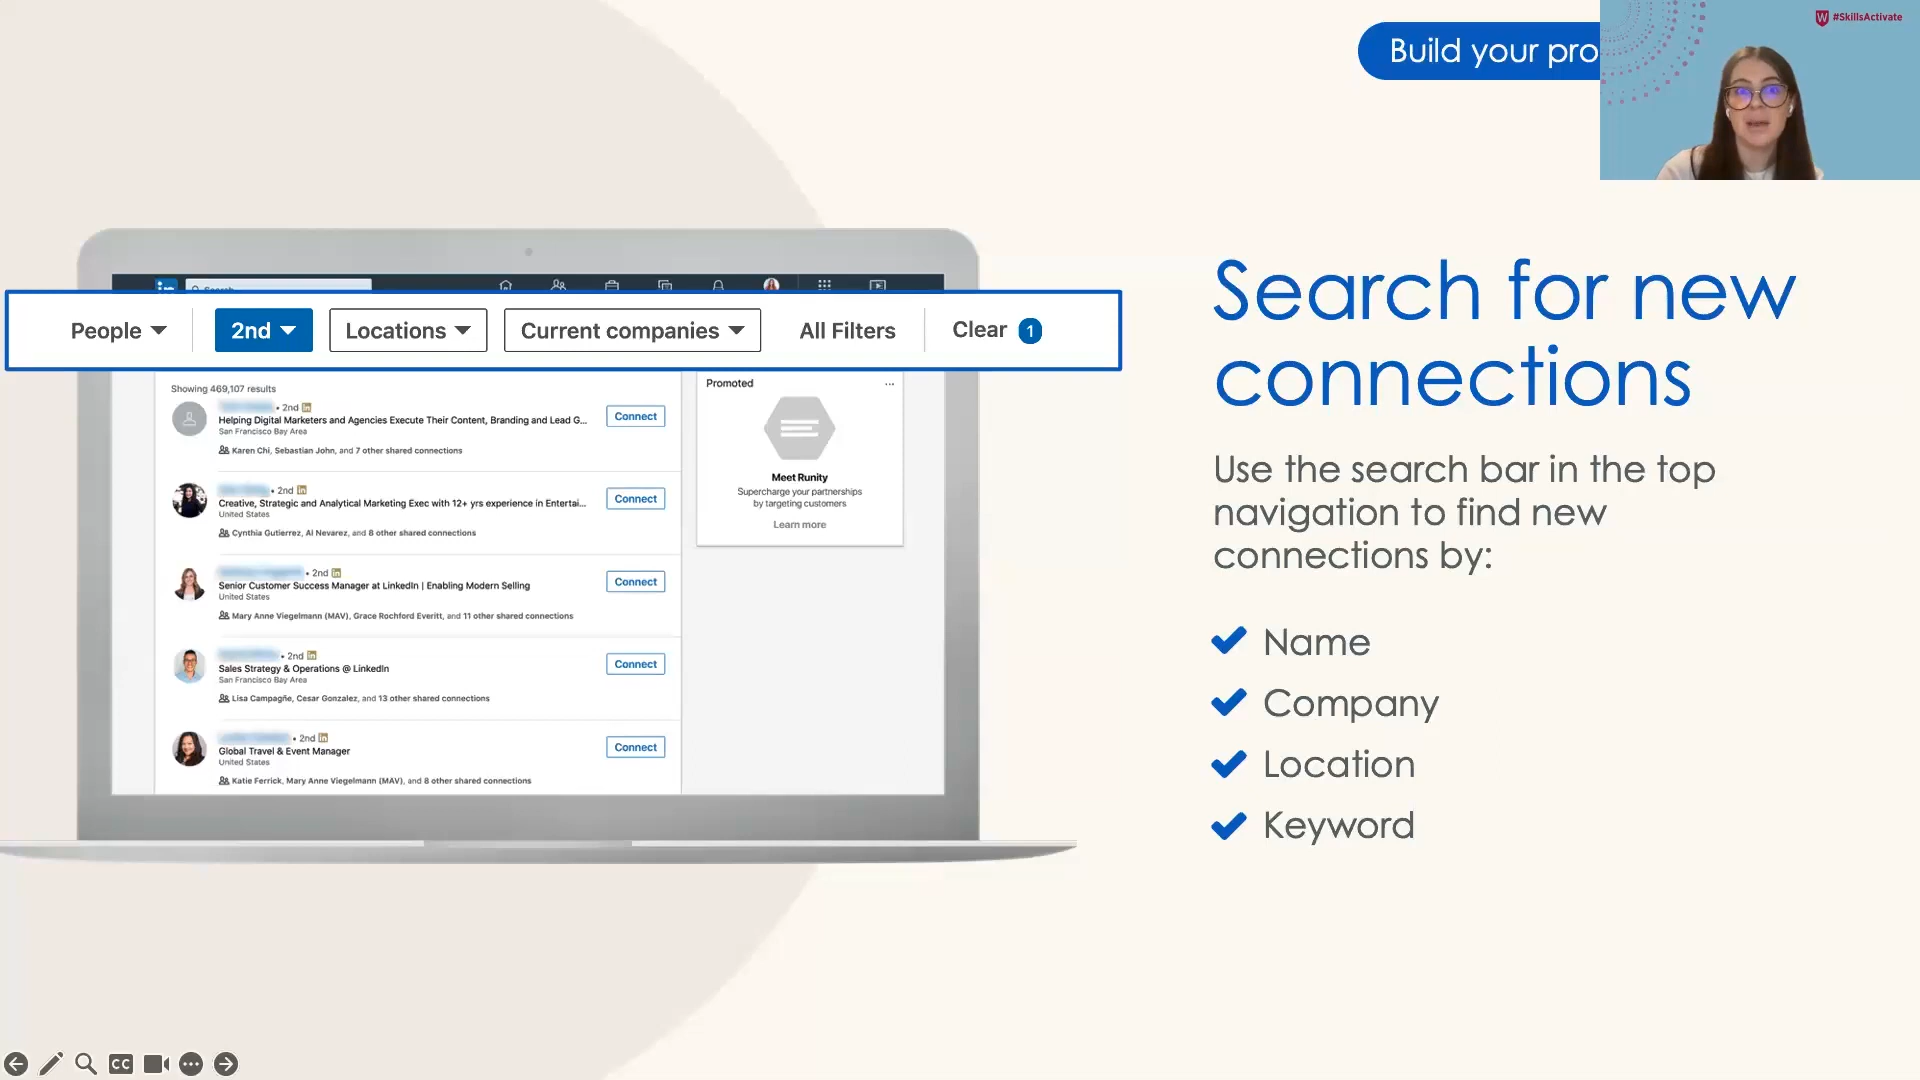 #SkillsActivate
Build your pro
Search
People
2nd
Locations
Current companies
All Filters
Clear 1
Showing 469,107 results
• 2nd in
Helping Digital Marketers and Agencies Execute Their Content, Branding and Lead G...
San Francisco Bay Area
Karen Chi, Sebastian John, and 7 other shared connections
Connect
• 2nd in
Creative, Strategic and Analytical Marketing Exec with 12+ yrs experience in Entertai...
United States
Cynthia Gutierrez, Al Nevarez, and 8 other shared connections
Connect
• 2nd in
Senior Customer Success Manager at LinkedIn | Enabling Modern Selling
United States
Mary Anne Viegelmann (MAV), Grace Rochford Everitt, and 11 other shared connections
Connect
• 2nd in
Sales Strategy & Operations @ LinkedIn
San Francisco Bay Area
Lisa Campagñe, Cesar Gonzalez, and 13 other shared connections
Connect
• 2nd in
Global Travel & Event Manager
United States
Katie Ferrick, Mary Anne Viegelmann (MAV), and 8 other shared connections
Connect
Promoted
...
Meet Runity
Supercharge your partnerships
by targeting customers
Learn more
Search for new
connections
Use the search bar in the top
navigation to find new
connections by:
Name
Company
Location
Keyword
CC